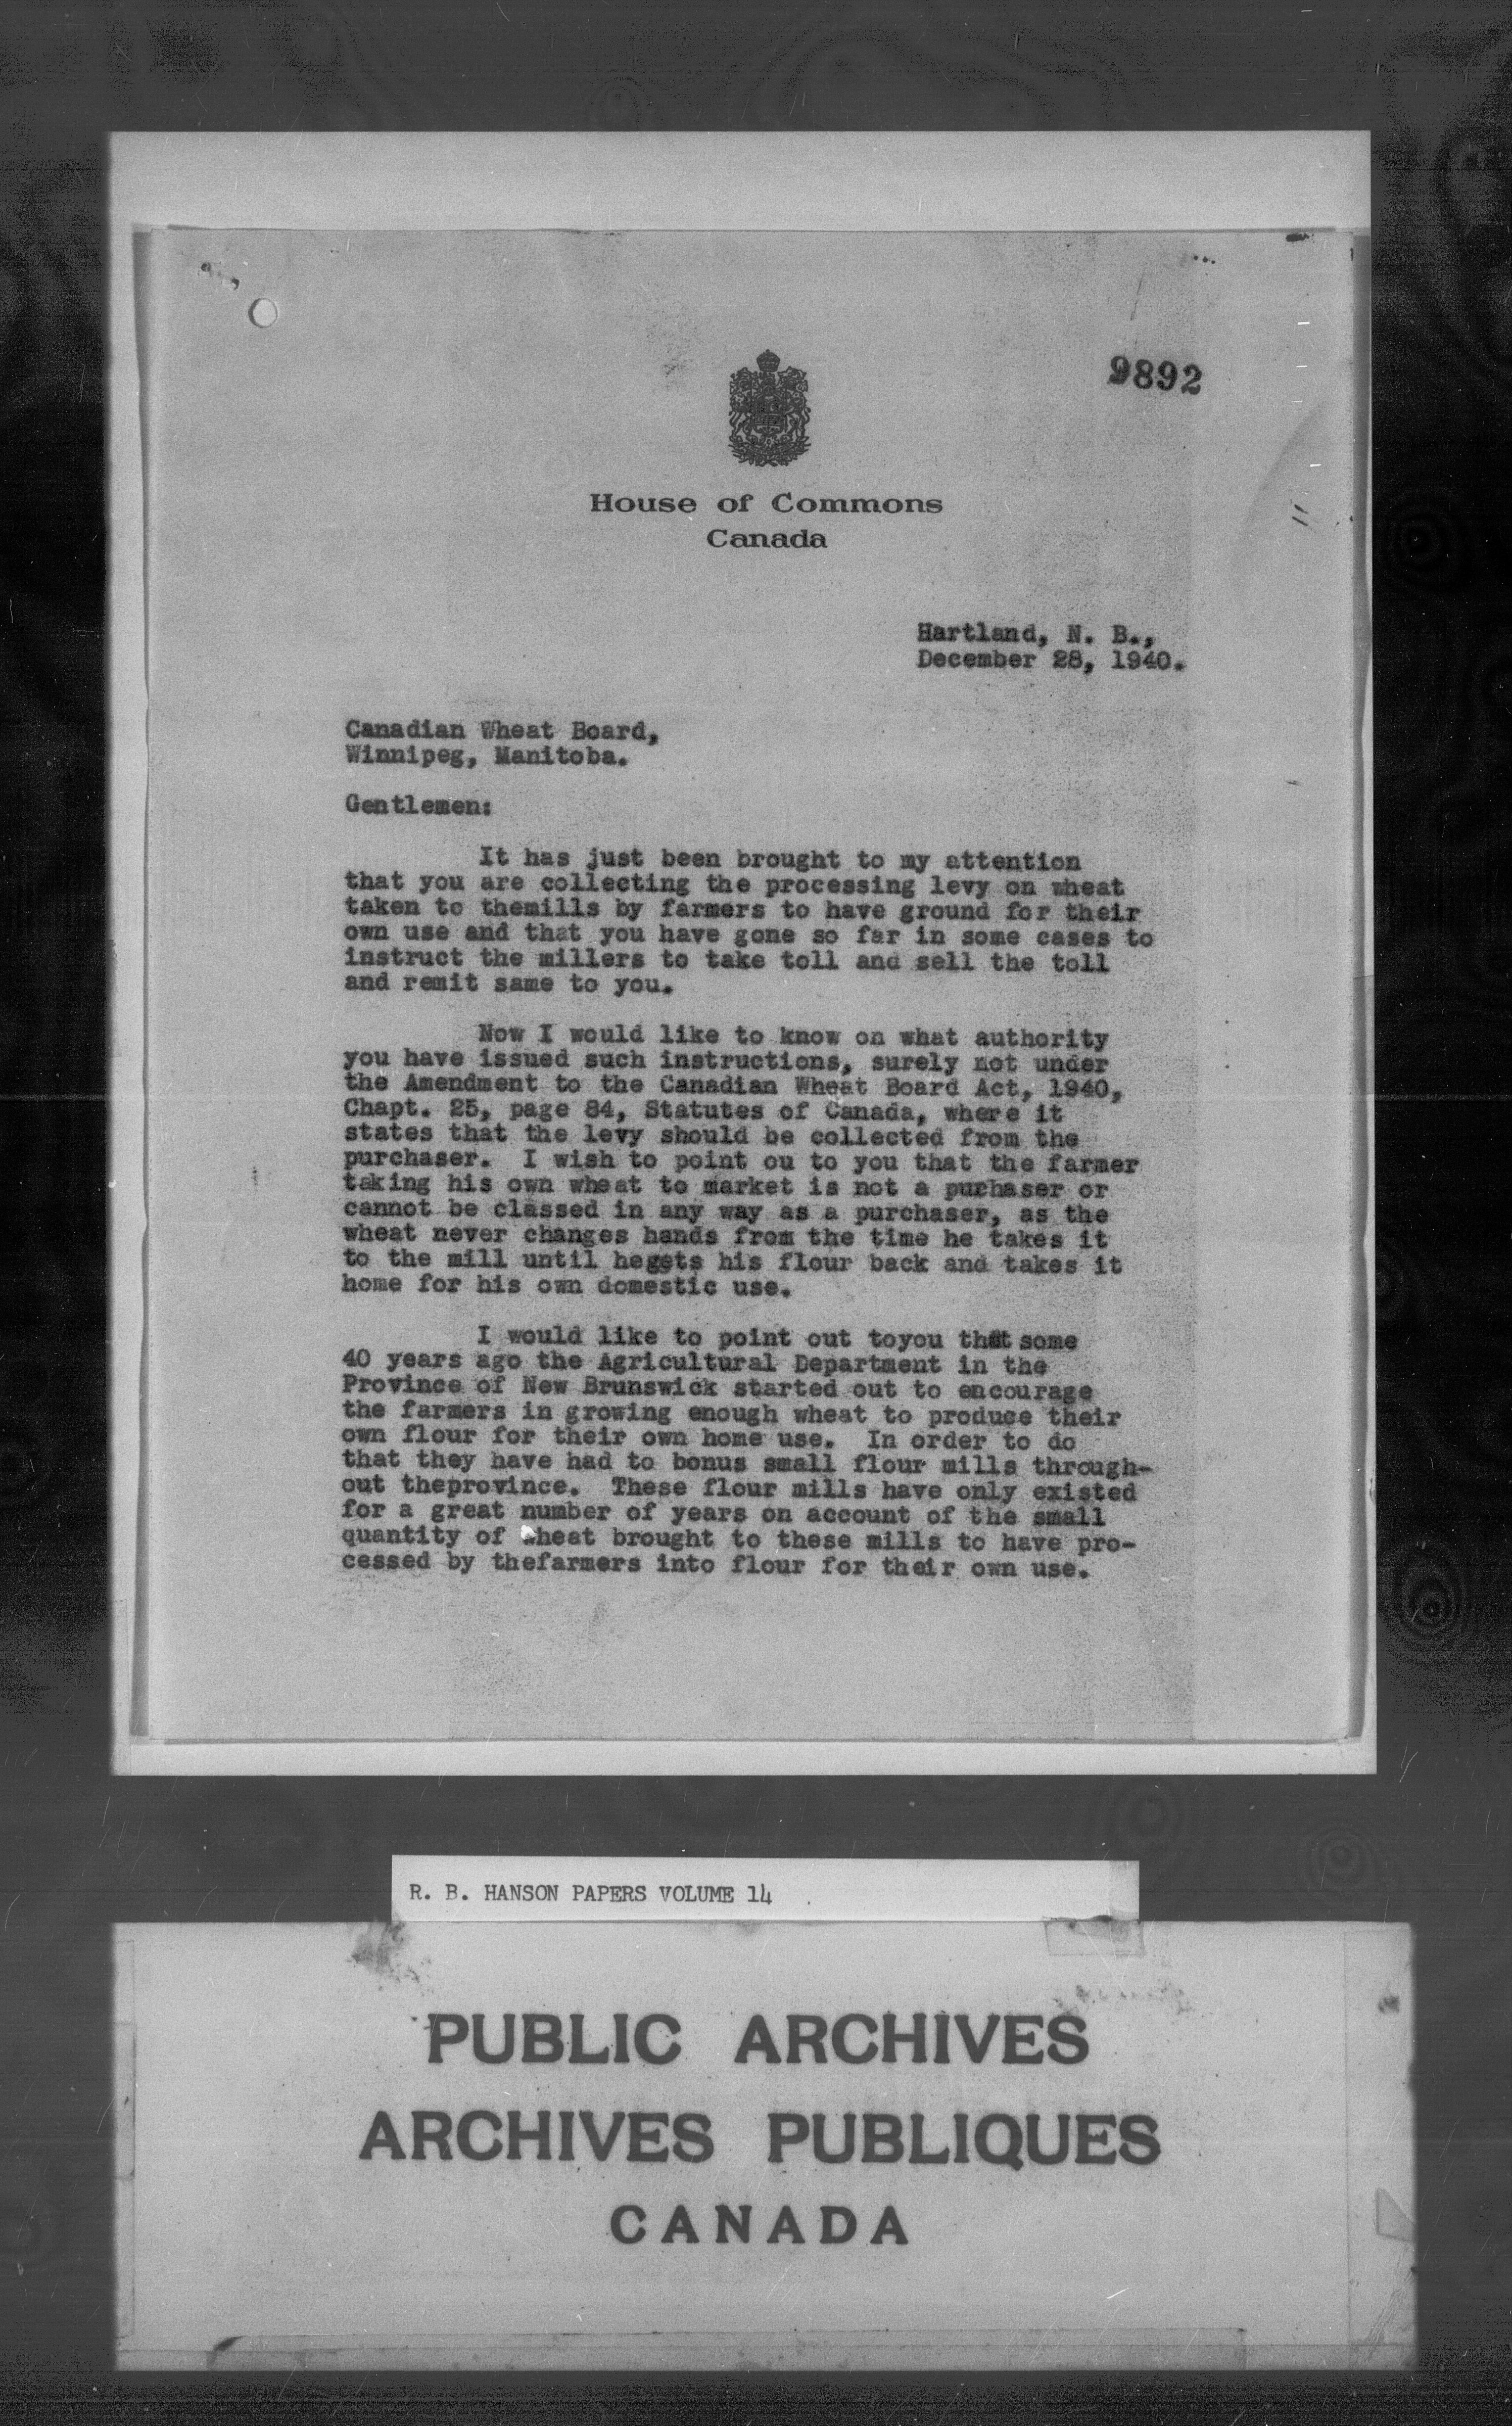 9892
House of Commons
Canada
Hartland, N. B.,
December 28, 1940.
Canadian Wheat Board,
Winnipeg, Manitoba.
Gentlemen:
It has just been brought to my attention
that you are collecting the processing levy on wheat
taken to themills by farmers to have ground for their
own use and that you have gone so far in some cases to
instruct the millers to take toll and sell the toll
and remit same to you.
Now I would like to know on what authority
you have issued such instructions, surely not under
the Amendment to the Canadian Wheat Board Act, 1940,
Chapt. 25, page 84, Statutes of Canada, where it
states that the levy should be collected from the
purchaser. I wish to point ou to you that the farmer
taking his own wheat to market is not a puchaser or
cannot be classed in any way as a purchaser, as the
wheat never changes hands from the time he takes it
to the mill until hegets his flour back and takes it
home for his own domestic use.
I would like to point out toyou that some
40 years ago the Agricultural Department in the
Province of New Brunswick started out to encourage
the farmers in growing enough wheat to produce their
own flour for their own home use. In order to do
that they have had to bonus small flour mills through-
out theprovince. These flour mills have only existed
for a great number of years on account of the small
quantity of wheat brought to these mills to have pro-
cessed by thefarmers into flour for their own use.
R. B. HANSON PAPERS VOLUME 14
PUBLIC ARCHIVES
ARCHIVES PUBLIQUES
CANADA